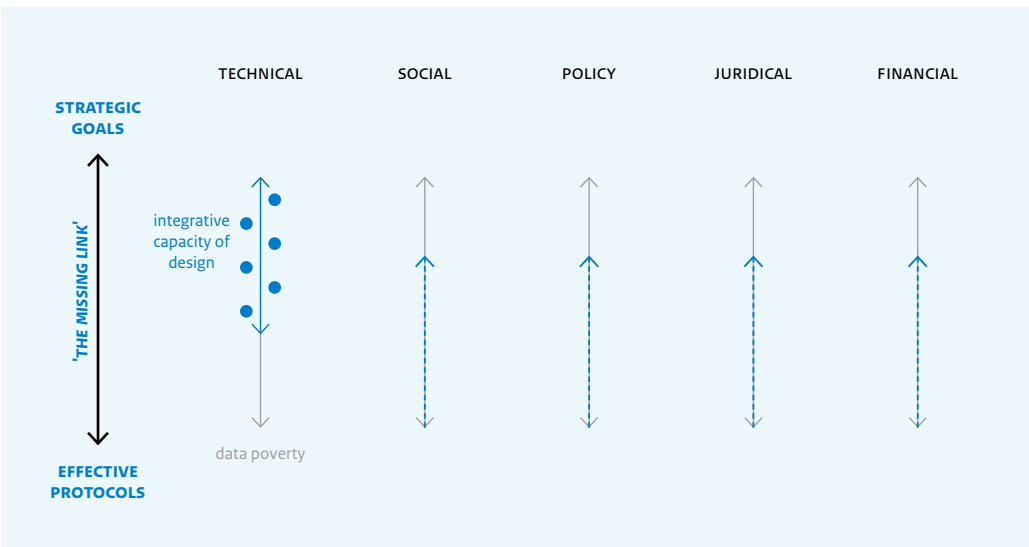 TECHNICAL
SOCIAL
POLICY
JURIDICAL
FINANCIAL
STRATEGIC
GOALS
'THE MISSING LINK'
integrative
capacity of
design
data poverty
EFFECTIVE
PROTOCOLS